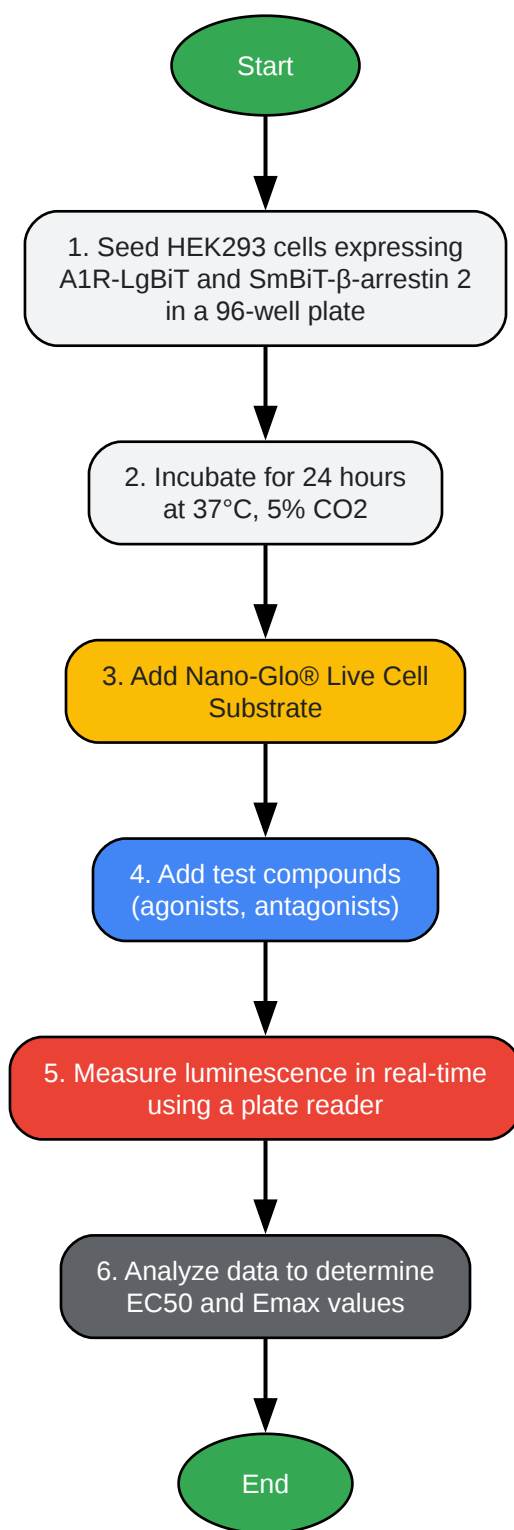 Start
1. Seed HEK293 cells expressing
A1R-LgBiT and SmBiT-β-arrestin 2
in a 96-well plate
2. Incubate for 24 hours
at 37°C, 5% CO2
3. Add Nano-Glo® Live Cell
Substrate
4. Add test compounds
(agonists, antagonists)
5. Measure luminescence in real-time
using a plate reader
6. Analyze data to determine
EC50 and Emax values
End